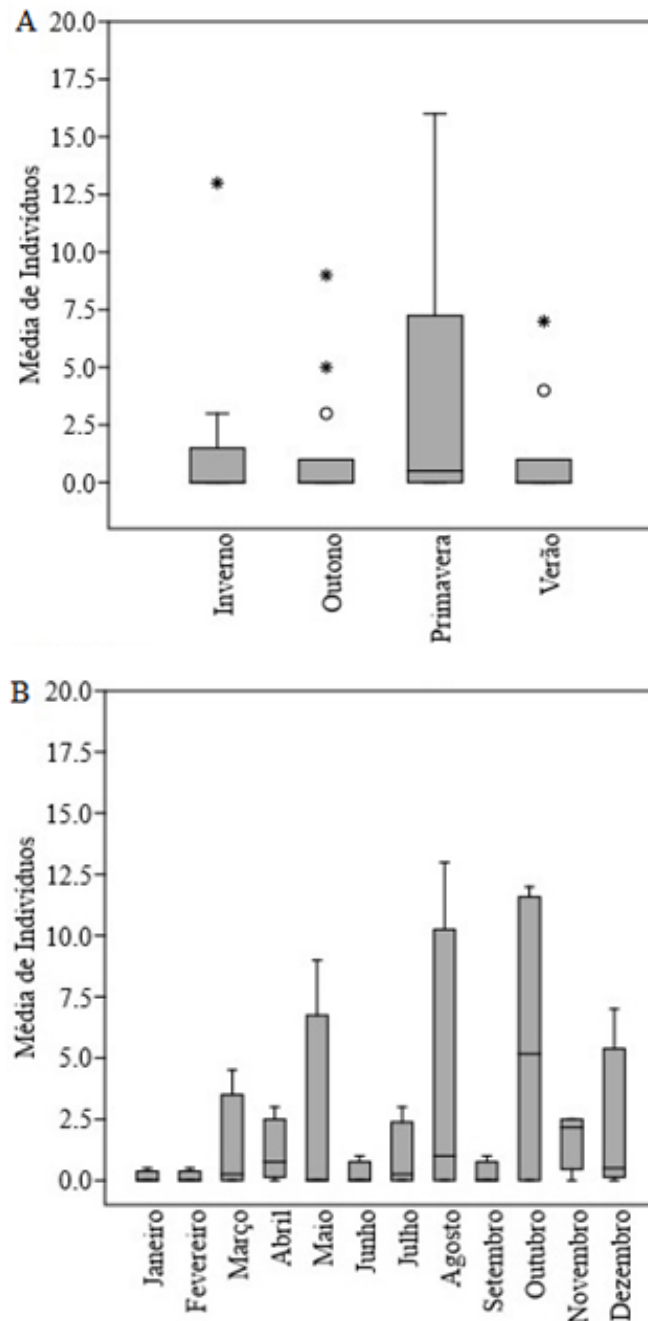 A
20.0
17.5
15.0
12.5
10.0
7.5
5.0
2.5
0.0
Média de Indivíduos
Inverno
Outono
Primavera
Verão
B
20.0
17.5
15.0
12.5
10.0
7.5
5.0
2.5
0.0
Média de Indivíduos
Janeiro
Fevereiro
Março
Abril
Maio
Junho
Julho
Agosto
Setembro
Outubro
Novembro
Dezembro